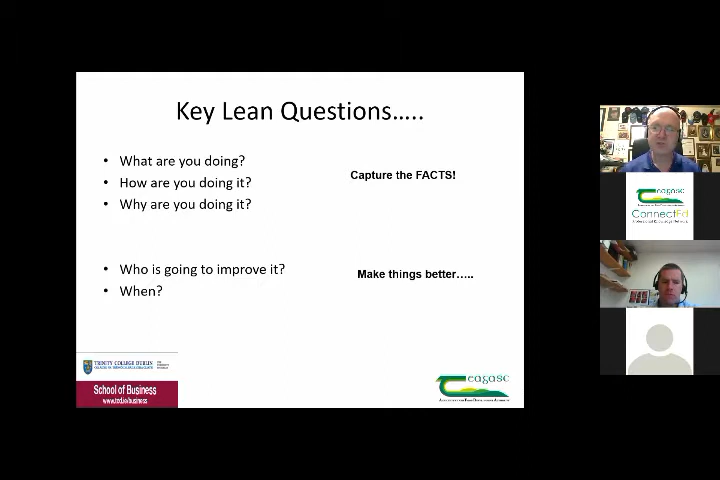 Key Lean Questions…..
• What are you doing?
• How are you doing it?
• Why are you doing it?
Capture the FACTS!
• Who is going to improve it?
• When?
Make things better…..
TRINITY COLLEGE DUBLIN
School of Business
www.tcd.ie/business
eagasc
eagasc
ConnectEd